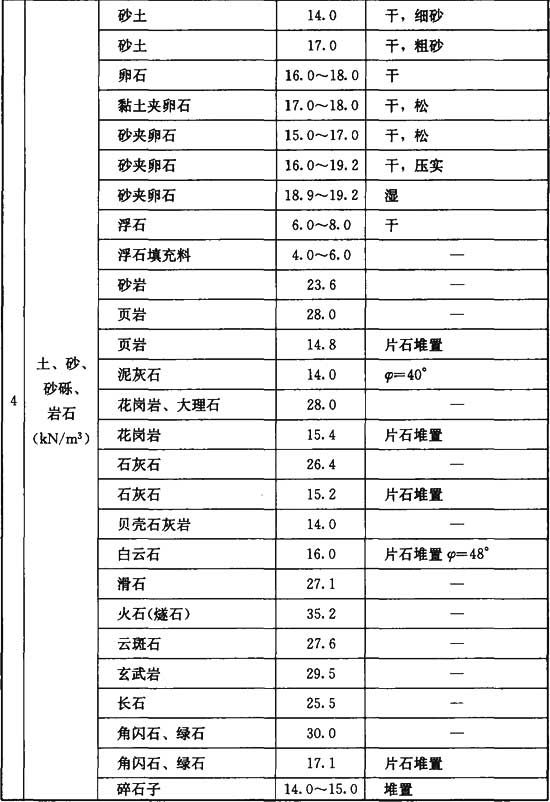 砂土 14.0 干，细砂
砂土 17.0 干，粗砂
卵石 16.0～18.0 干
黏土夹卵石 17.0～18.0 干，松
砂夹卵石 15.0～17.0 干，松
砂夹卵石 16.0～19.2 干，压实
砂夹卵石 18.9～19.2 湿
浮石 6.0～8.0 干
浮石填充料 4.0～6.0 —
砂岩 23.6 —
页岩 28.0 —
页岩 14.8 片石堆置
泥灰石 14.0 φ=40°
4
土、砂、
砂砾、
岩石
（kN/m³）
花岗岩、大理石 28.0 —
花岗岩 15.4 片石堆置
石灰石 26.4 —
石灰石 15.2 片石堆置
贝壳石灰岩 14.0 —
白云石 16.0 片石堆置 φ=48°
滑石 27.1 —
火石(燧石) 35.2 —
云斑石 27.6 —
玄武岩 29.5 —
长石 25.5 —
角闪石、绿石 30.0 —
角闪石、绿石 17.1 片石堆置
碎石子 14.0～15.0 堆置